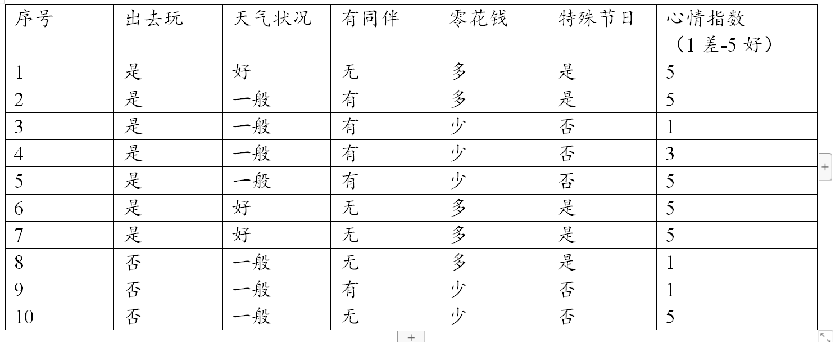 序号 出去玩 天气状况 有同伴 零花钱 特殊节日 心情指数
（1差-5好）
1 是 好 无 多 是 5
2 是 一般 有 多 是 5
3 是 一般 有 少 否 1
4 是 一般 有 少 否 3
5 是 一般 有 少 否 5
6 是 好 无 多 是 5
7 是 好 无 多 是 5
8 否 一般 无 多 是 1
9 否 一般 有 少 否 1
10 否 一般 无 少 否 5